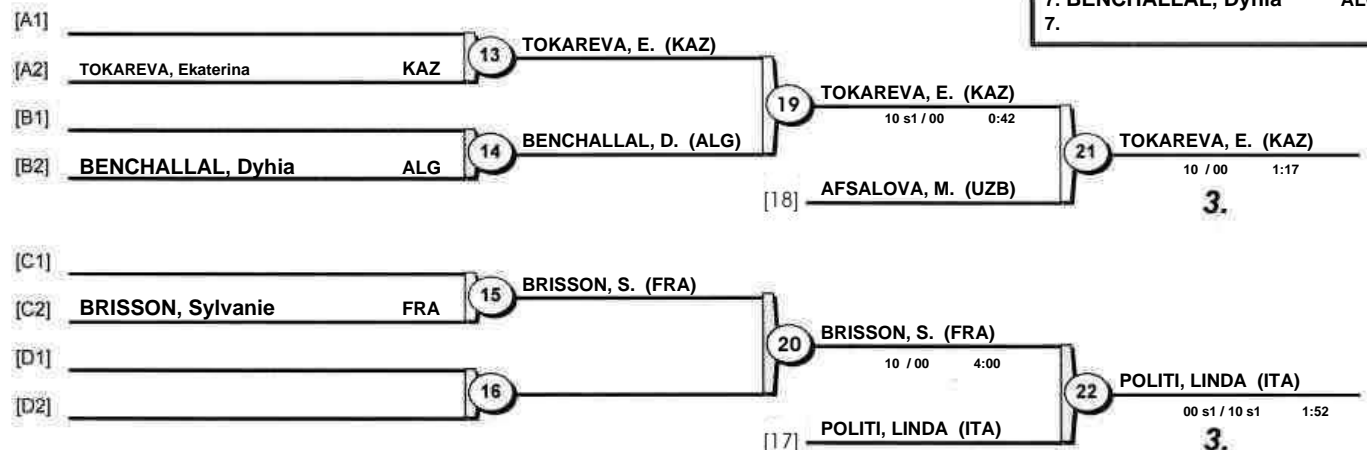 7. BENCHALLAL, Dyhia
7.
[A1]
[A2] TOKAREVA, Ekaterina KAZ
13
TOKAREVA, E. (KAZ)
[B1]
[B2] BENCHALLAL, Dyhia ALG
14
BENCHALLAL, D. (ALG)
19
TOKAREVA, E. (KAZ)
10 s1 / 00 0:42
[18] AFSALOVA, M. (UZB)
21
TOKAREVA, E. (KAZ)
10 / 00 1:17
3.
[C1]
[C2] BRISSON, Sylvanie FRA
15
BRISSON, S. (FRA)
[D1]
[D2]
16
20
BRISSON, S. (FRA)
10 / 00 4:00
[17] POLITI, LINDA (ITA)
22
POLITI, LINDA (ITA)
00 s1 / 10 s1 1:52
3.